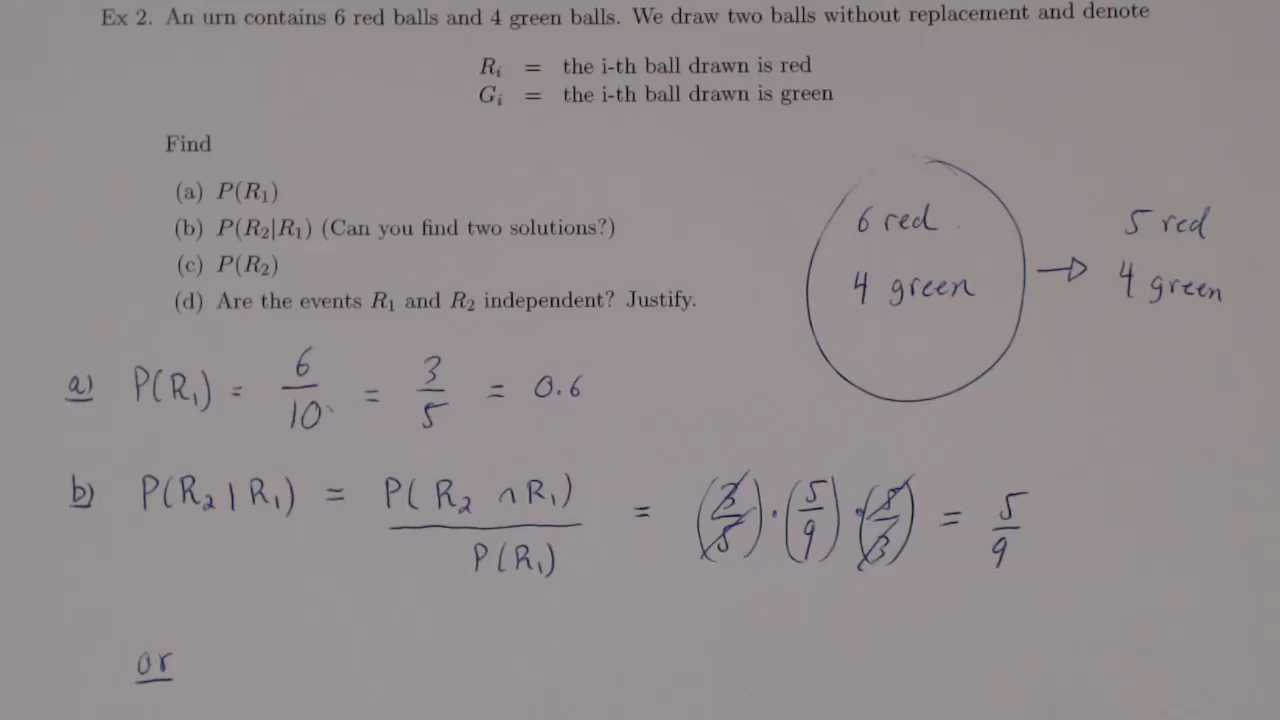 Ex 2. An urn contains 6 red balls and 4 green balls. We draw two balls without replacement and denote
R_i = the i-th ball drawn is red
G_i = the i-th ball drawn is green
Find
(a) P(R_1)
(b) P(R_2|R_1) (Can you find two solutions?)
(c) P(R_2)
(d) Are the events R_1 and R_2 independent? Justify.
6 red
4 green
→
5 red
4 green
a) P(R_1) = 6/10 = 3/5 = 0.6
b) P(R_2 | R_1) = P(R_2 ∩ R_1)/P(R_1) = (3/5) · (5/9) · (5/3) = 5/9
or